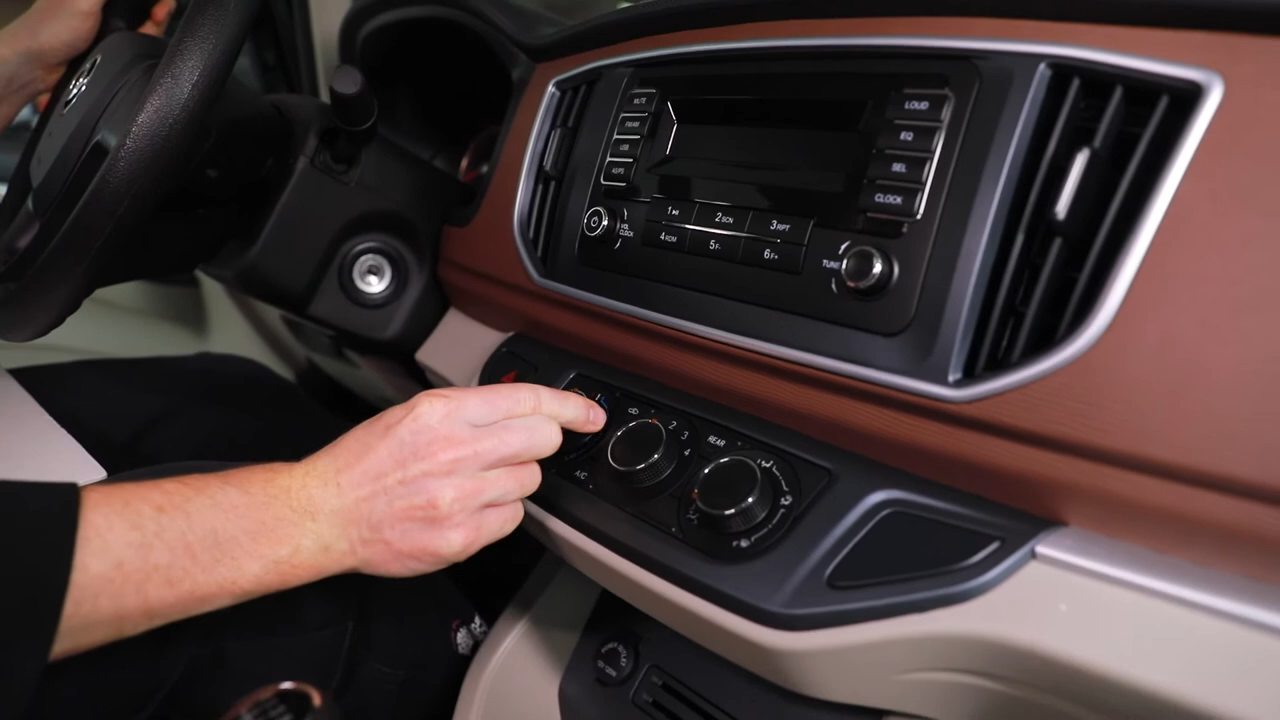 MUTE
FM/AM
USB
AS/PS
LOUD
EQ
SEL
CLOCK
VOL
CLOCK
1
2 SCN
3 RPT
4 RDM
5 F-
6 F+
TUNE
2
3
4
REAR
A/C